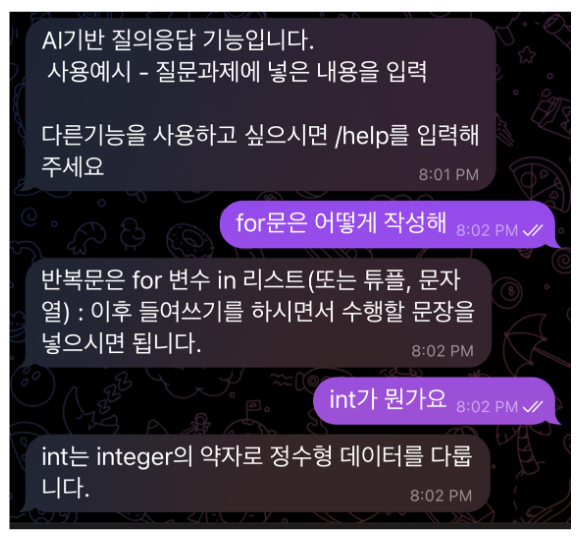 AI기반 질의응답 기능입니다.
사용예시 - 질문과제에 넣은 내용을 입력
다른기능을 사용하고 싶으시면 /help를 입력해
주세요
8:01 PM
for문은 어떻게 작성해 8:02 PM
반복문은 for 변수 in 리스트(또는 튜플, 문자
열) : 이후 들여쓰기를 하시면서 수행할 문장을
넣으시면 됩니다.
8:02 PM
int가 뭔가요 8:02 PM
int는 integer의 약자로 정수형 데이터를 다룹
니다.
8:02 PM